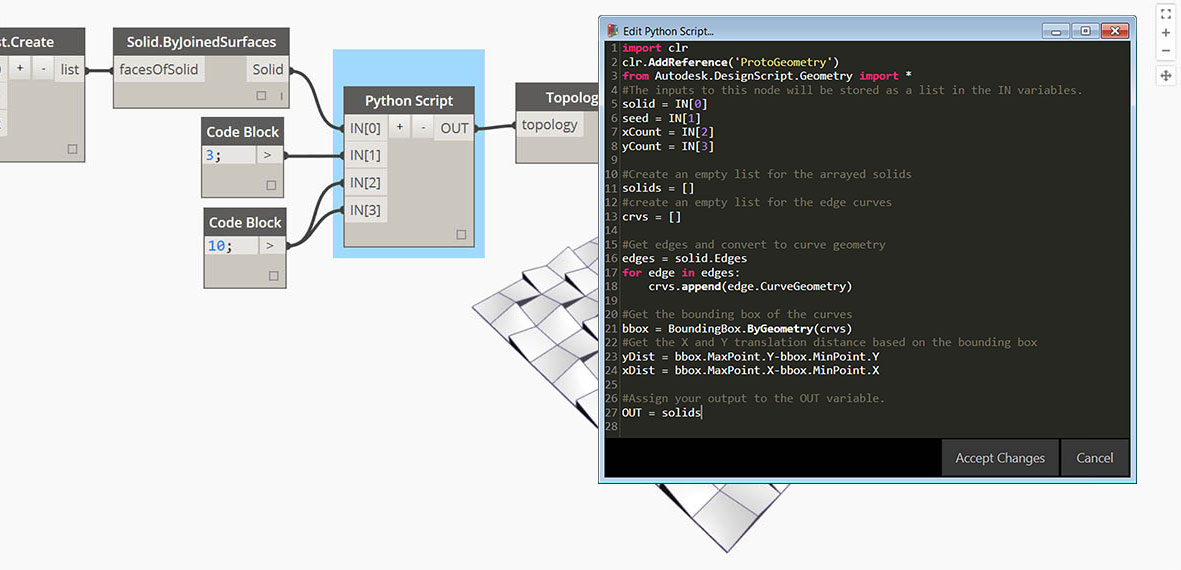 st.Create
+ - list
Solid.ByJoinedSurfaces
facesOfSolid Solid
Code Block
3; >
Code Block
10; >
Python Script
IN[0] + - OUT
IN[1]
IN[2]
IN[3]
Topolog
topology
Edit Python Script...
1 import clr
2 clr.AddReference('ProtoGeometry')
3 from Autodesk.DesignScript.Geometry import *
4 #The inputs to this node will be stored as a list in the IN variables.
5 solid = IN[0]
6 seed = IN[1]
7 xCount = IN[2]
8 yCount = IN[3]
9
10 #Create an empty list for the arrayed solids
11 solids = []
12 #create an empty list for the edge curves
13 crvs = []
14
15 #Get edges and convert to curve geometry
16 edges = solid.Edges
17 for edge in edges:
18 crvs.append(edge.CurveGeometry)
19
20 #Get the bounding box of the curves
21 bbox = BoundingBox.ByGeometry(crvs)
22 #Get the X and Y translation distance based on the bounding box
23 yDist = bbox.MaxPoint.Y-bbox.MinPoint.Y
24 xDist = bbox.MaxPoint.X-bbox.MinPoint.X
25
26 #Assign your output to the OUT variable.
27 OUT = solids
28
Accept Changes Cancel